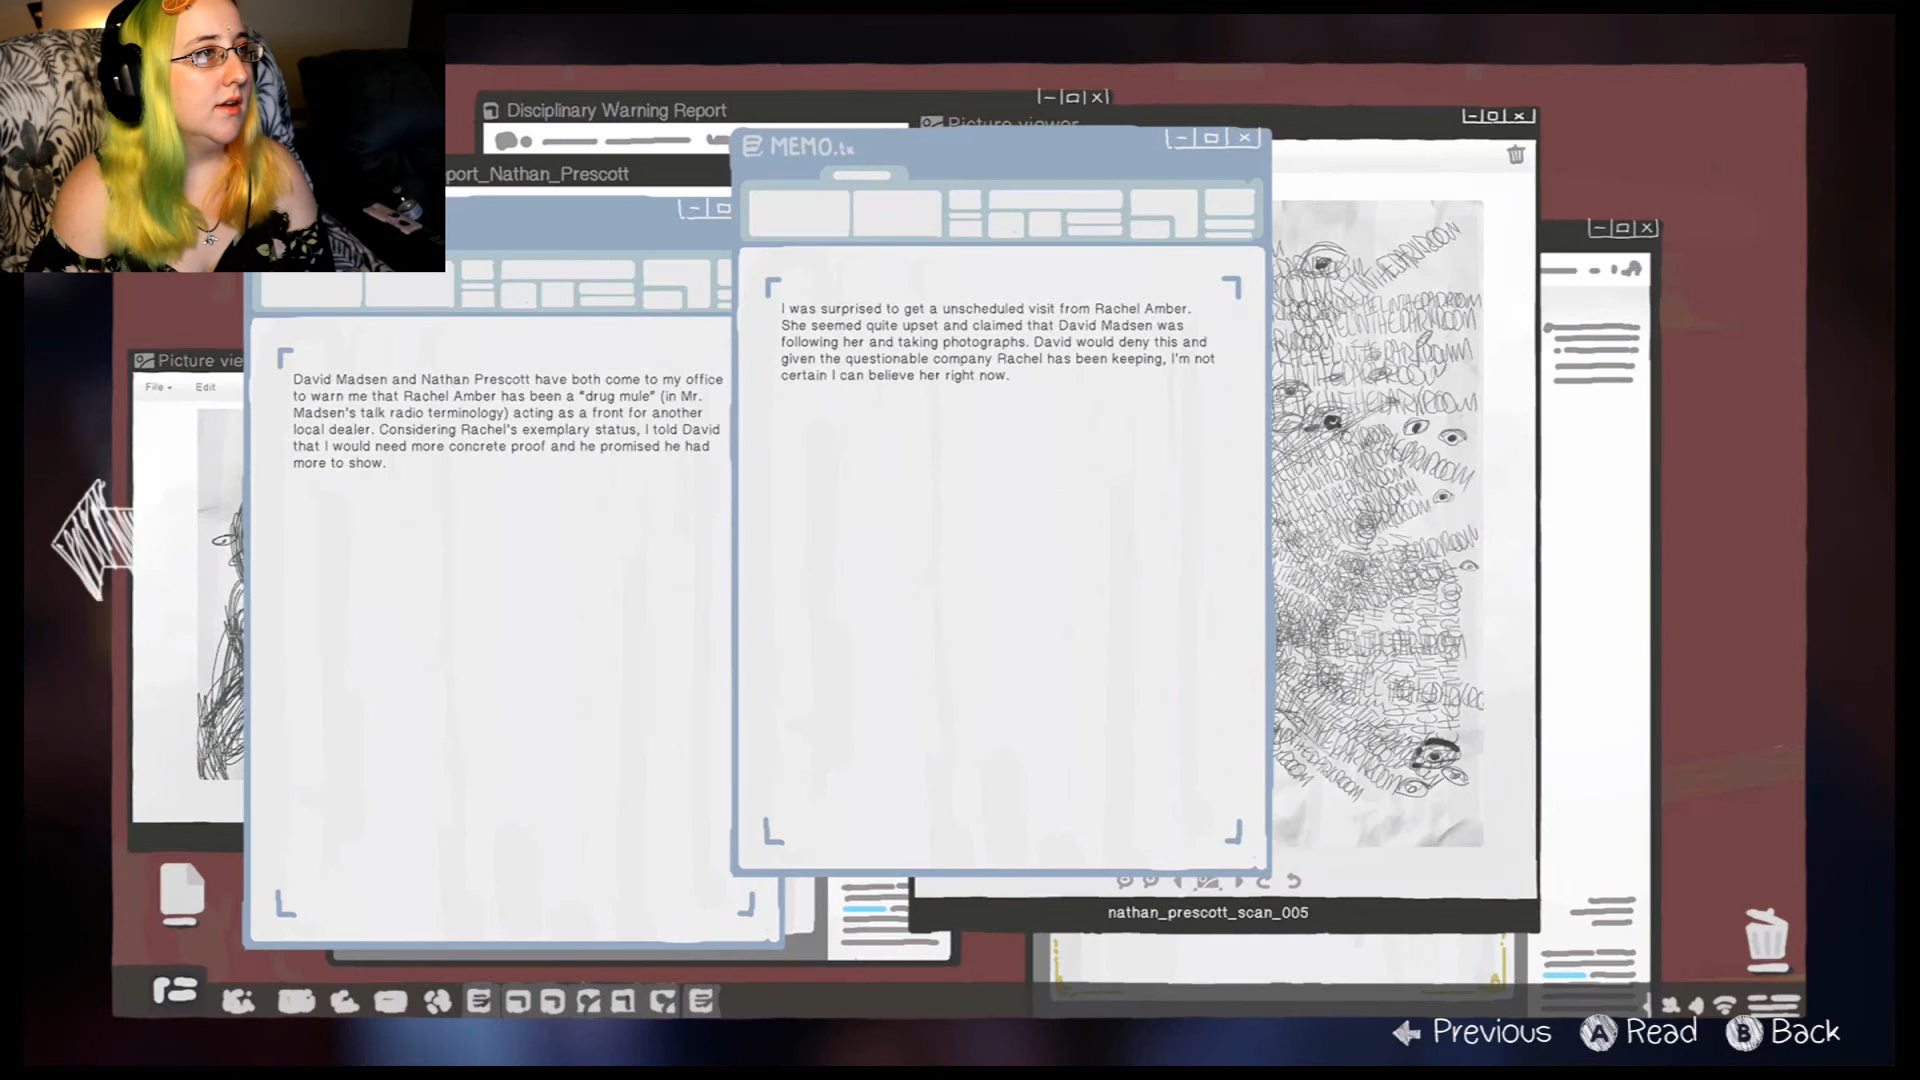 Disciplinary Warning Report
Picture viewer
MEMO.tx
port_Nathan_Prescott
I was surprised to get a unscheduled visit from Rachel Amber.
She seemed quite upset and claimed that David Madsen was
following her and taking photographs. David would deny this and
given the questionable company Rachel has been keeping, I'm not
certain I can believe her right now.
Picture vie
File
Edit
David Madsen and Nathan Prescott have both come to my office
to warn me that Rachel Amber has been a "drug mule" (in Mr.
Madsen's talk radio terminology) acting as a front for another
local dealer. Considering Rachel's exemplary status, I told David
that I would need more concrete proof and he promised he had
more to show.
nathan_prescott_scan_005
Previous
A Read
B Back